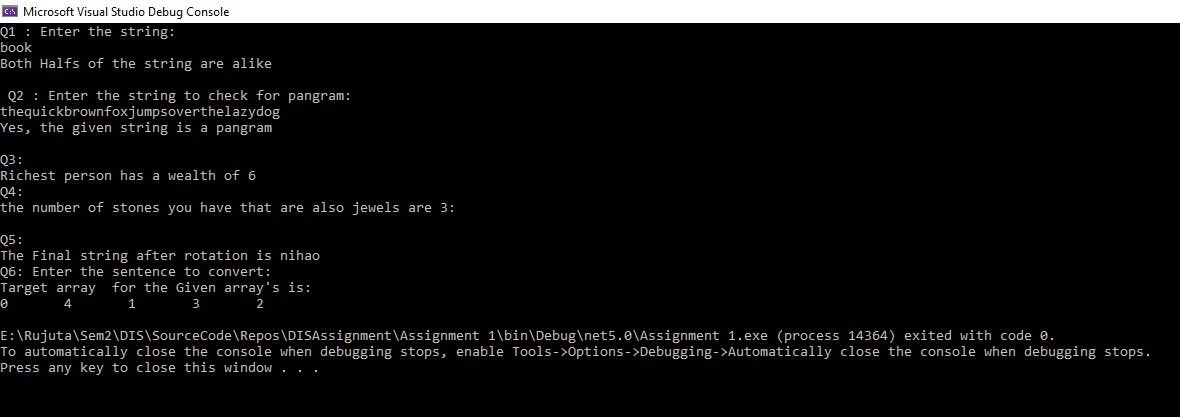 Microsoft Visual Studio Debug Console
Q1 : Enter the string:
book
Both Halfs of the string are alike
Q2 : Enter the string to check for pangram:
thequickbrownfoxjumpsoverthelazydog
Yes, the given string is a pangram
Q3:
Richest person has a wealth of 6
Q4:
the number of stones you have that are also jewels are 3:
Q5:
The Final string after rotation is nihao
Q6: Enter the sentence to convert:
Target array  for the Given array's is:
0       4       1       3       2
E:\Rujuta\Sem2\DIS\SourceCode\Repos\DISAssignment\Assignment 1\bin\Debug\net5.0\Assignment 1.exe (process 14364) exited with code 0.
To automatically close the console when debugging stops, enable Tools->Options->Debugging->Automatically close the console when debugging stops.
Press any key to close this window . . .